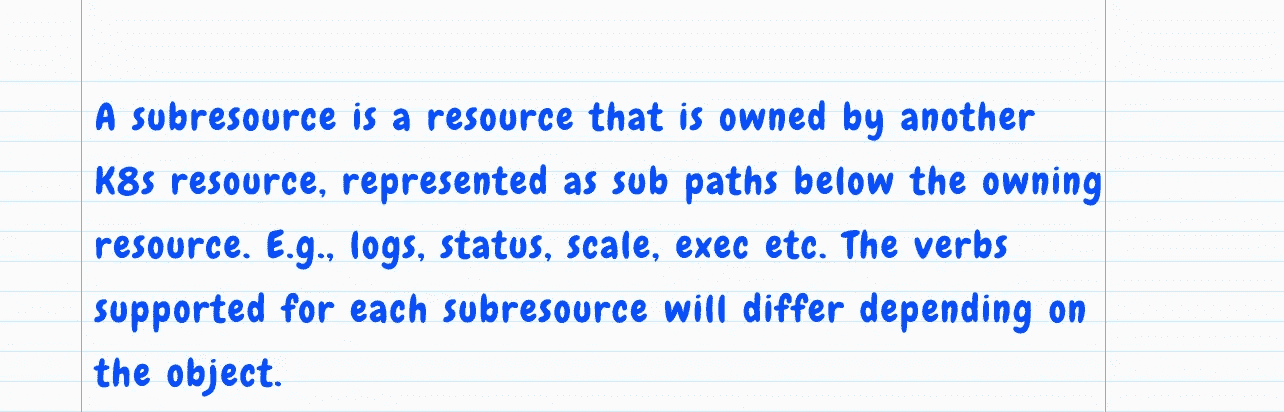 A subresource is a resource that is owned by another
K8s resource, represented as sub paths below the owning
resource. E.g., logs, status, scale, exec etc. The verbs
supported for each subresource will differ depending on
the object.